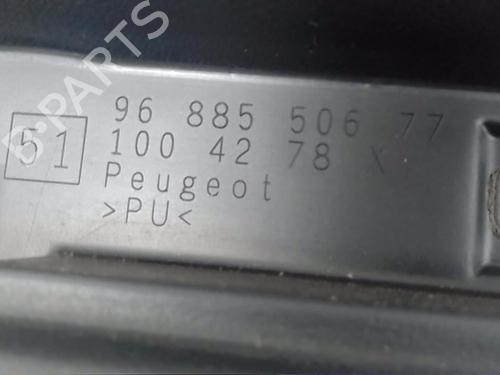 B-PARTS
96 885 506 77
51
100 42 78 X
Peugeot
>PU<